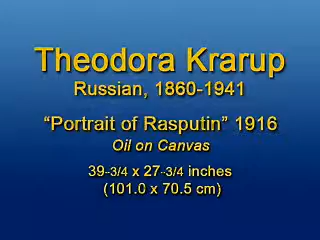 Theodora Krarup
Russian, 1860-1941
“Portrait of Rasputin” 1916
Oil on Canvas
39-3/4 x 27-3/4 inches
(101.0 x 70.5 cm)